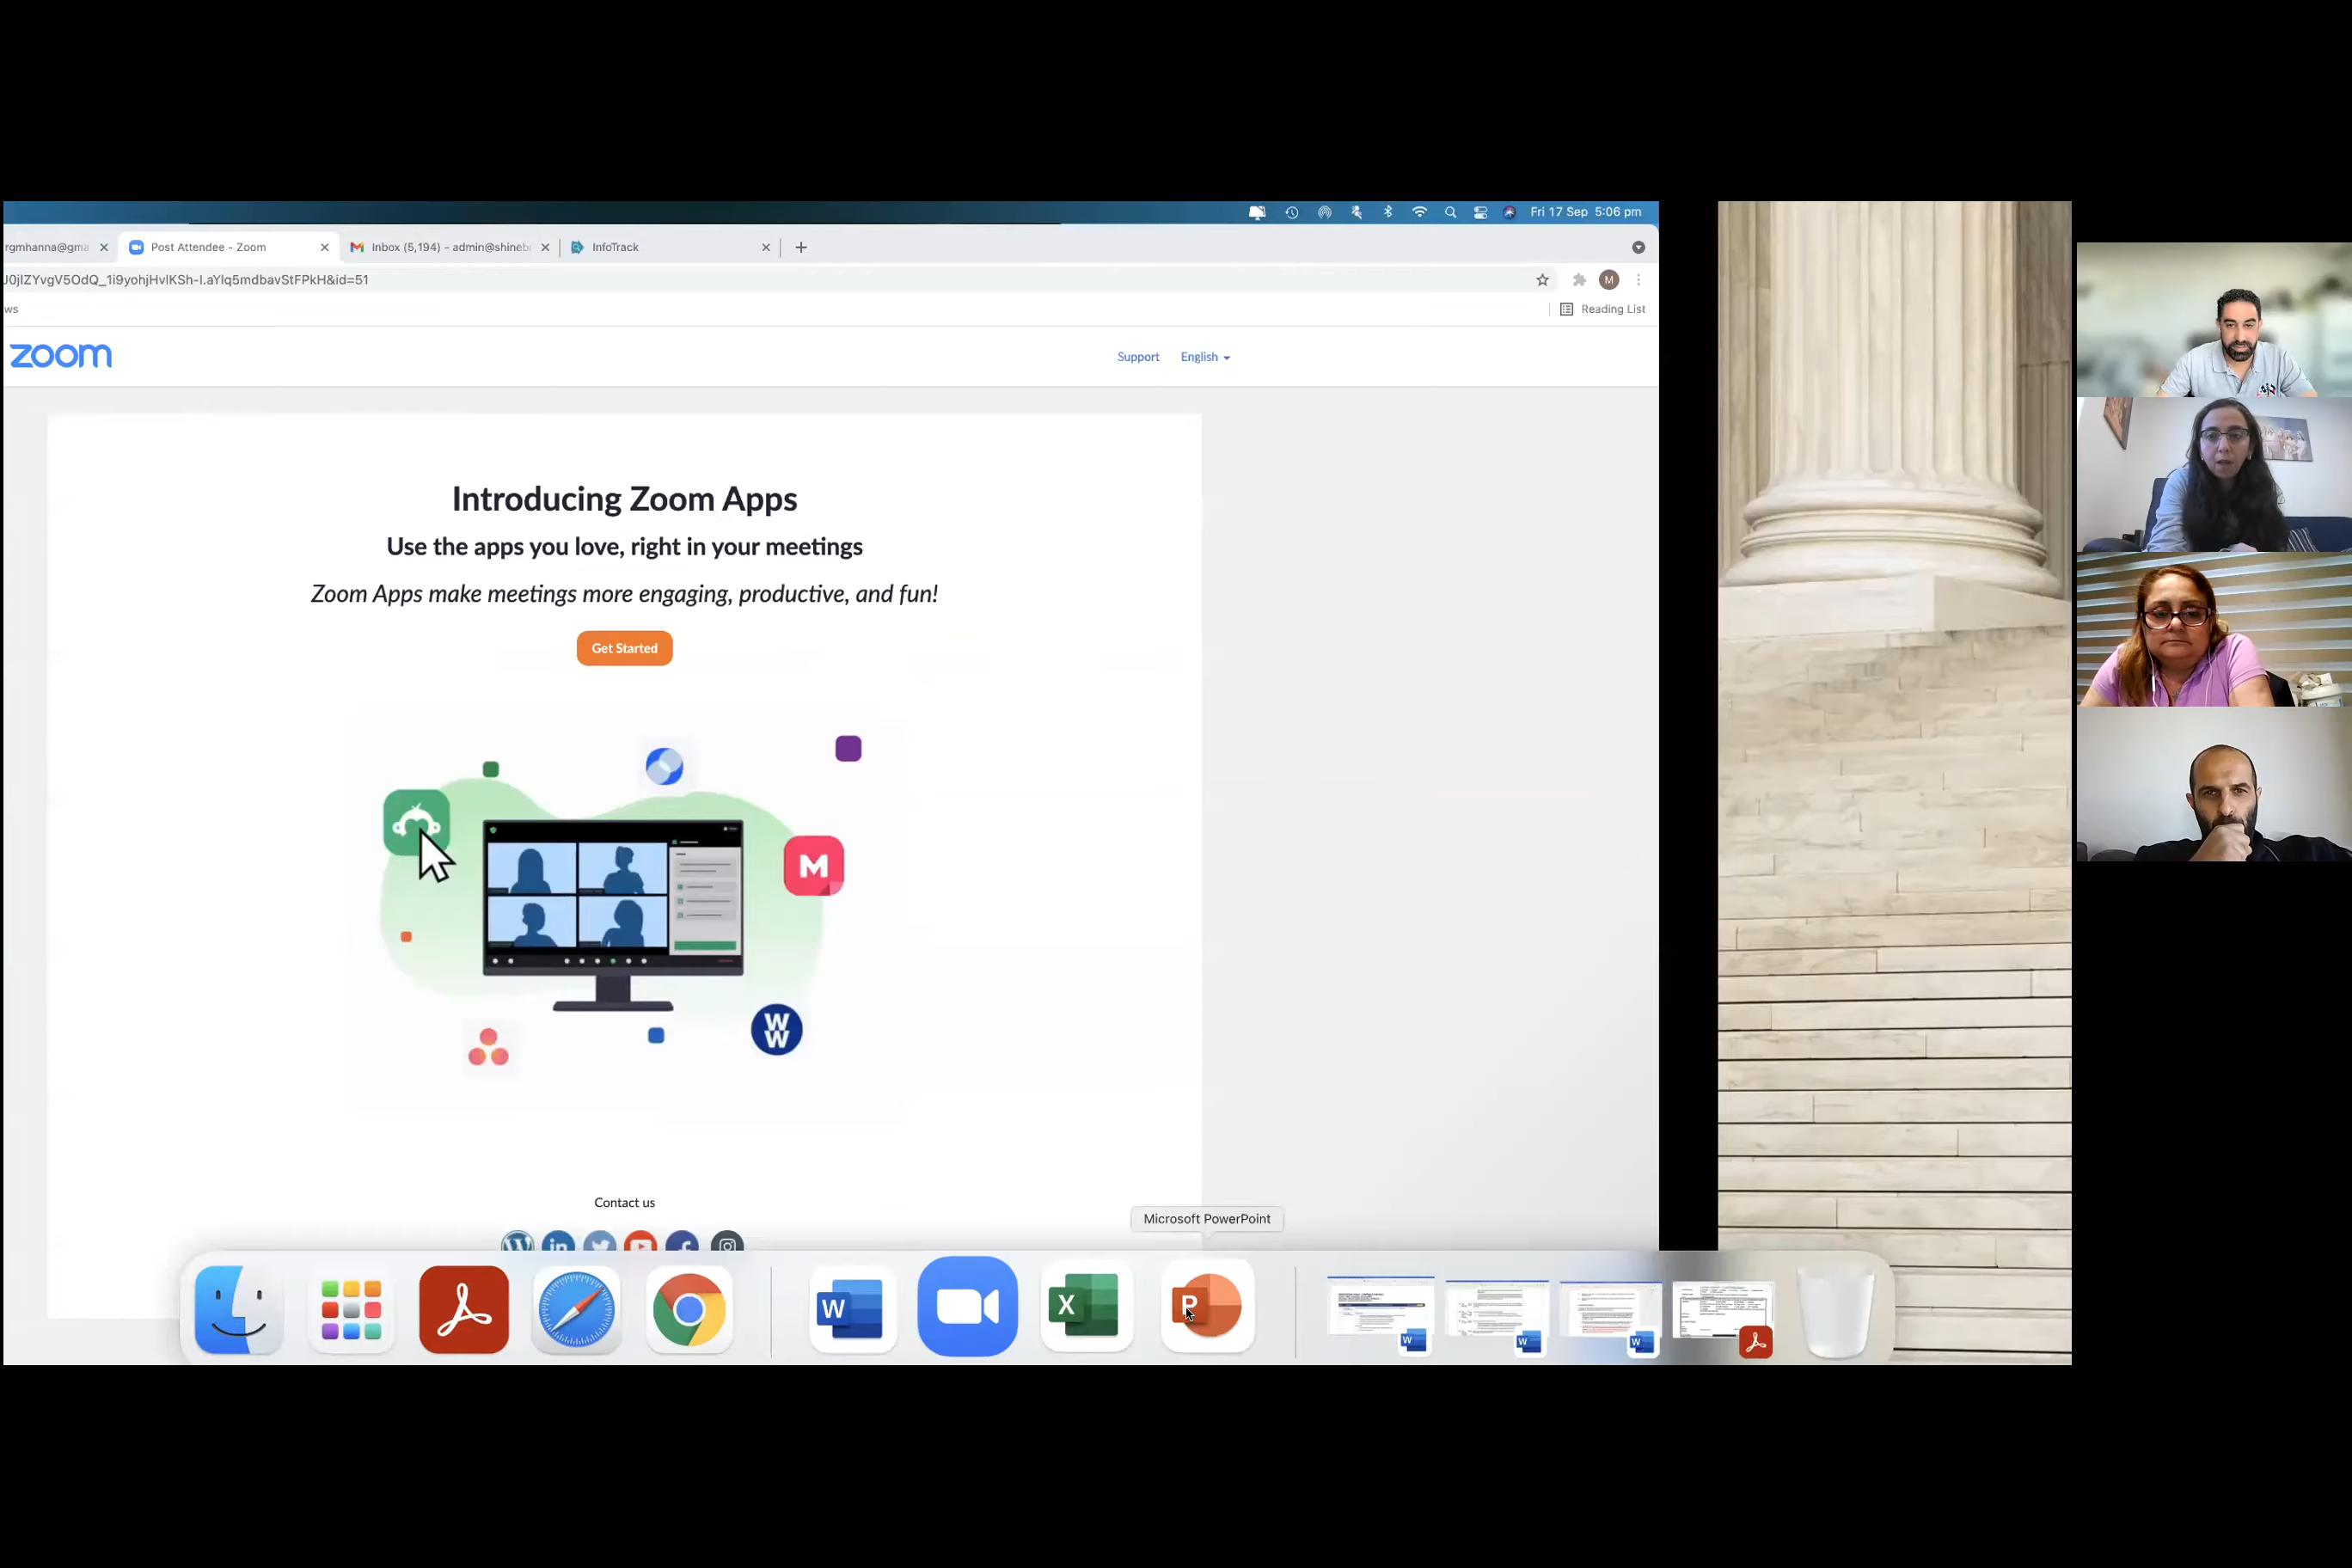 Fri 17 Sep 5:06 pm
rgmhanna@gma
Post Attendee - Zoom
Inbox (5,194) - admin@shineb
InfoTrack
J0jlZYvgV5OdQ_1i9yohjHvlKSh-I.aYlq5mdbavStFPkH&id=51
M
ws
Reading List
zoom
Support
English
Introducing Zoom Apps
Use the apps you love, right in your meetings
Zoom Apps make meetings more engaging, productive, and fun!
Get Started
M
W
W
Contact us
Microsoft PowerPoint
W
X
P
W
W
W